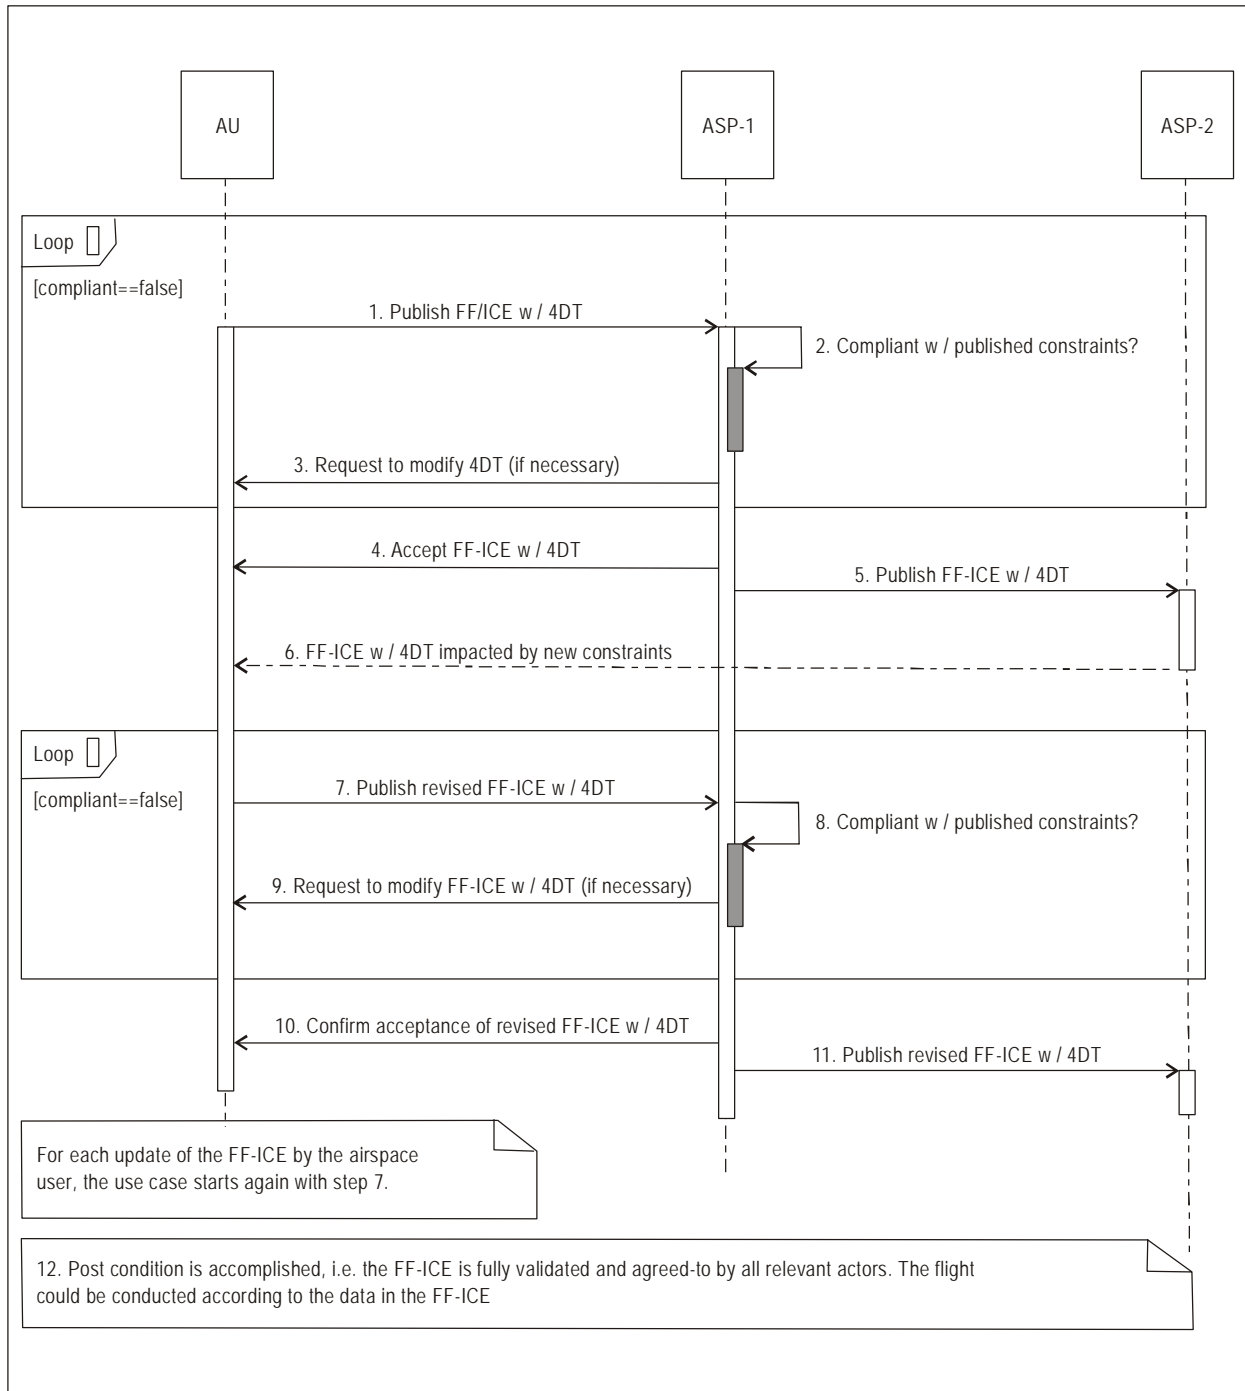 AU
ASP-1
ASP-2
Loop
[compliant==false]
1. Publish FF/ICE w / 4DT
2. Compliant w / published constraints?
3. Request to modify 4DT (if necessary)
4. Accept FF-ICE w / 4DT
5. Publish FF-ICE w / 4DT
6. FF-ICE w / 4DT impacted by new constraints
Loop
[compliant==false]
7. Publish revised FF-ICE w / 4DT
8. Compliant w / published constraints?
9. Request to modify FF-ICE w / 4DT (if necessary)
10. Confirm acceptance of revised FF-ICE w / 4DT
11. Publish revised FF-ICE w / 4DT
For each update of the FF-ICE by the airspace
user, the use case starts again with step 7.
12. Post condition is accomplished, i.e. the FF-ICE is fully validated and agreed-to by all relevant actors. The flight
could be conducted according to the data in the FF-ICE